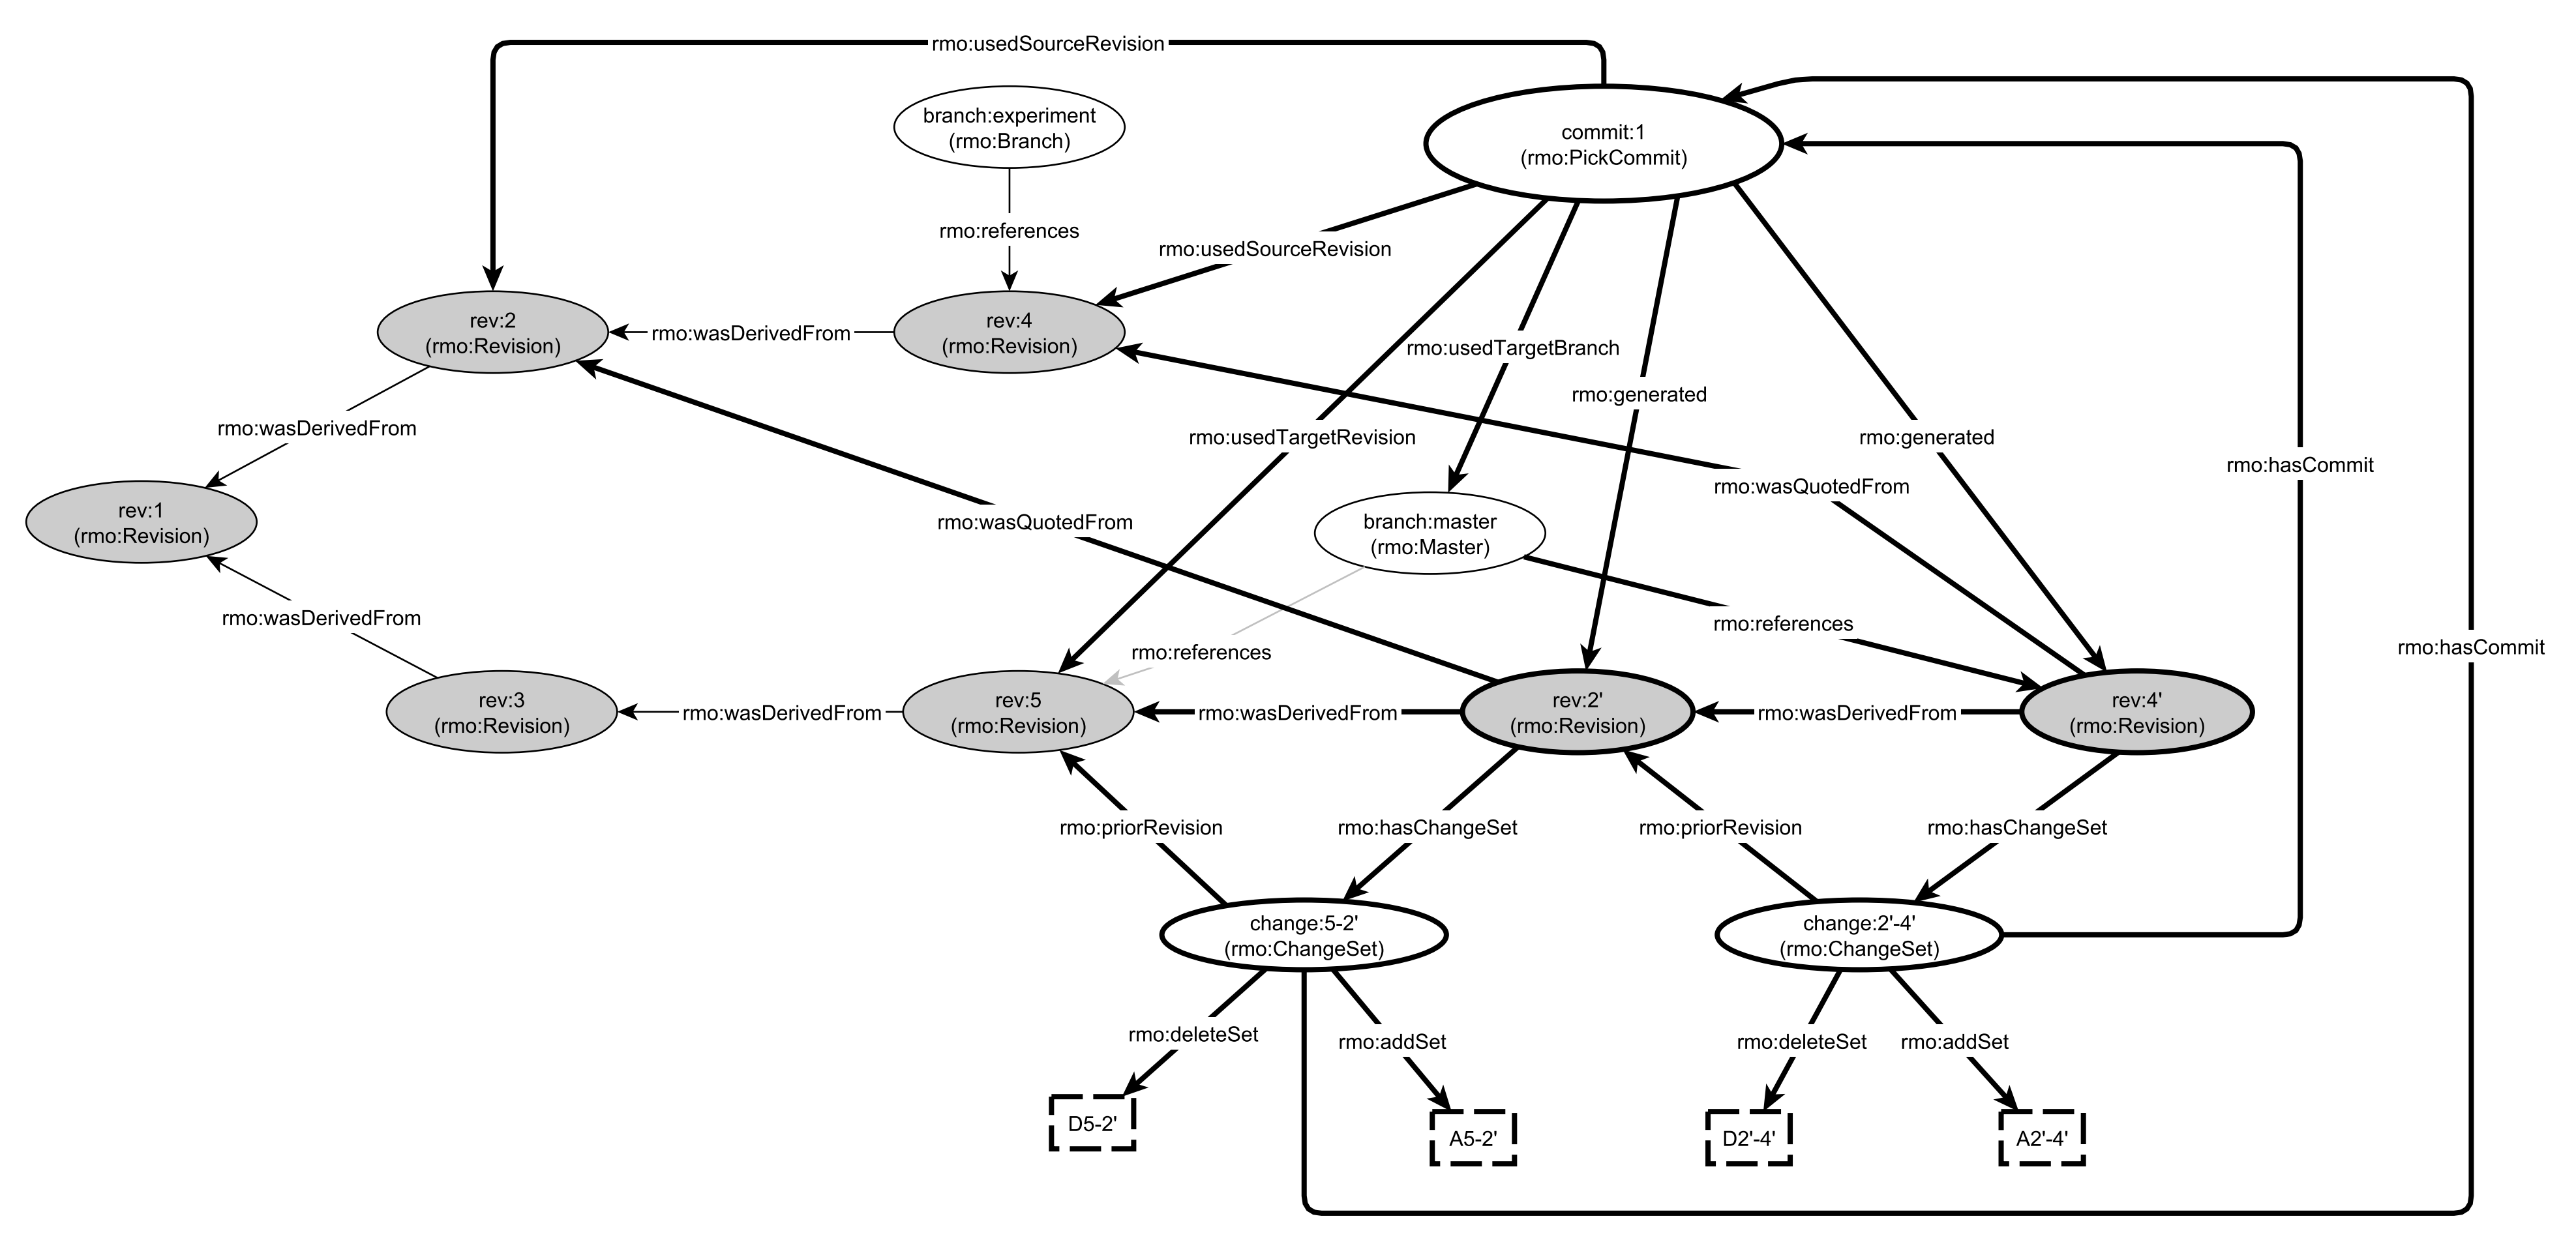 rmo:usedSourceRevision
branch:experiment
(rmo:Branch)
commit:1
(rmo:PickCommit)
rmo:references
rmo:usedSourceRevision
rev:2
(rmo:Revision)
rmo:wasDerivedFrom
rev:4
(rmo:Revision)
rmo:usedTargetBranch
rmo:generated
rmo:wasDerivedFrom
rmo:usedTargetRevision
rmo:generated
rmo:hasCommit
rmo:wasQuotedFrom
rev:1
(rmo:Revision)
rmo:wasQuotedFrom
branch:master
(rmo:Master)
rmo:wasDerivedFrom
rmo:references
rmo:references
rmo:hasCommit
rev:3
(rmo:Revision)
rmo:wasDerivedFrom
rev:5
(rmo:Revision)
rmo:wasDerivedFrom
rev:2'
(rmo:Revision)
rmo:wasDerivedFrom
rev:4'
(rmo:Revision)
rmo:priorRevision
rmo:hasChangeSet
rmo:priorRevision
rmo:hasChangeSet
change:5-2'
(rmo:ChangeSet)
change:2'-4'
(rmo:ChangeSet)
rmo:deleteSet
rmo:addSet
rmo:deleteSet
rmo:addSet
D5-2'
A5-2'
D2'-4'
A2'-4'